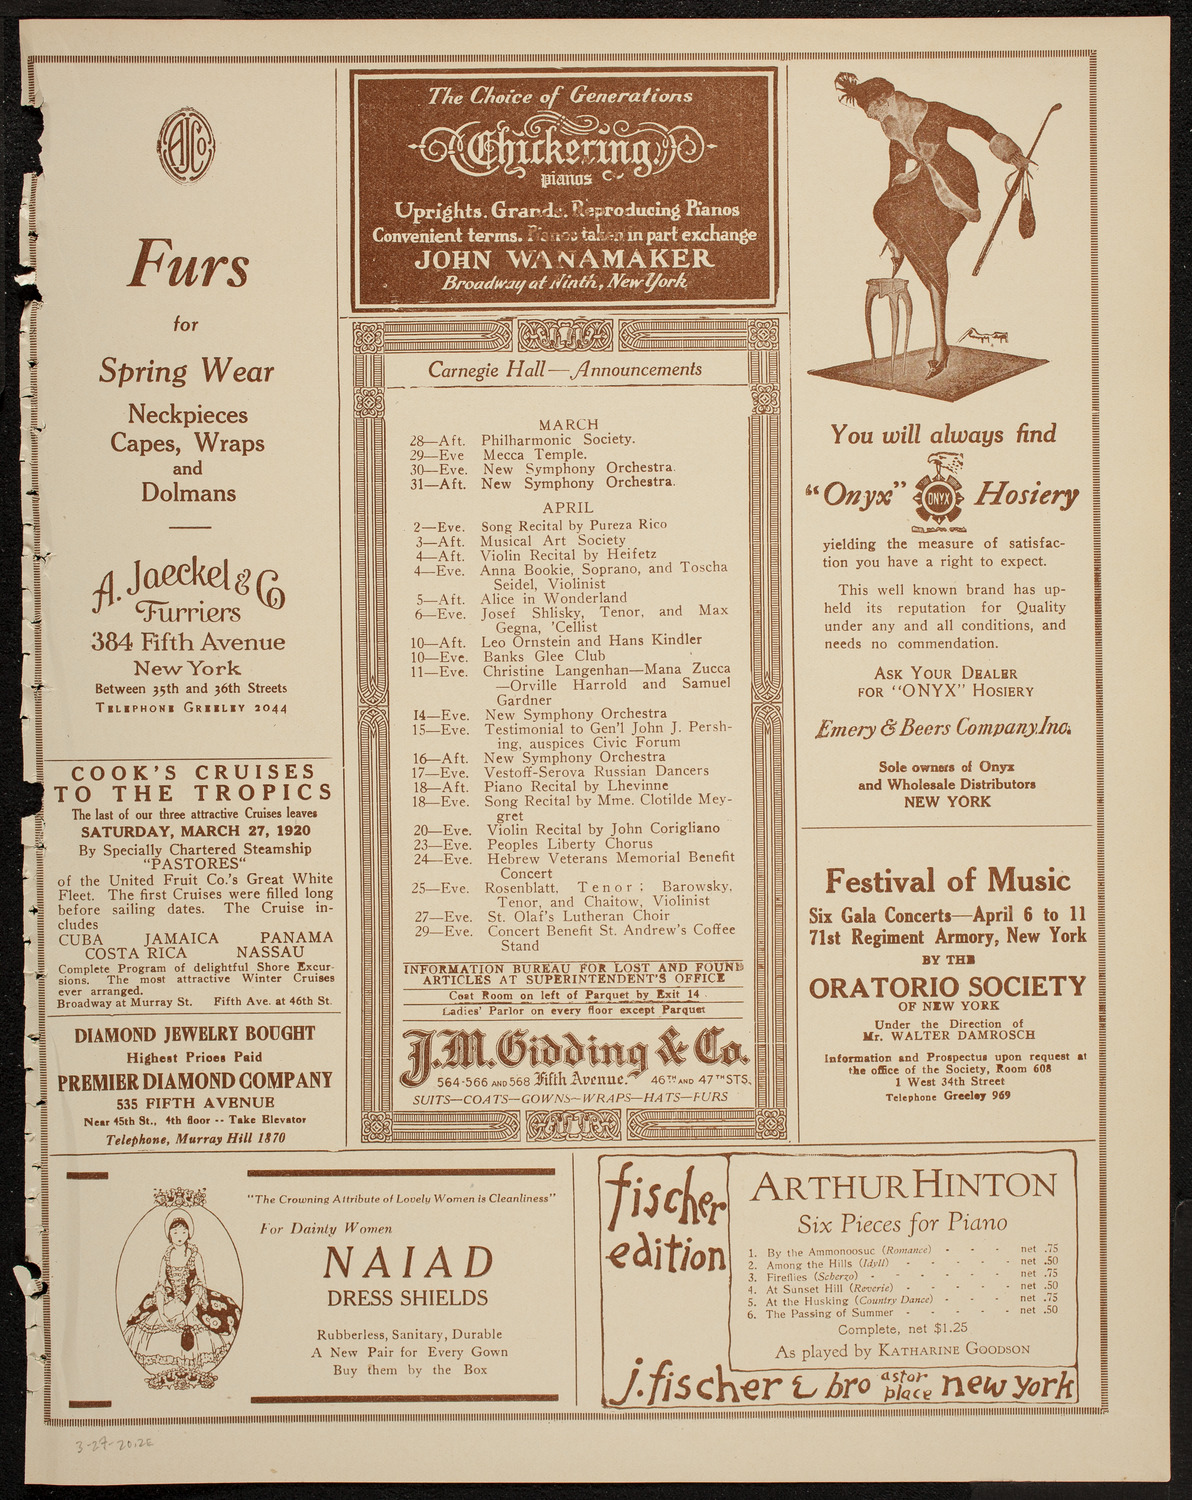 AJCo
Furs
for
Spring Wear
Neckpieces
Capes, Wraps
and
Dolmans
A. Jaeckel & Co
Furriers
384 Fifth Avenue
New York
Between 35th and 36th Streets
TELEPHONE GREELEY 2044
COOK'S CRUISES
TO THE TROPICS
The last of our three attractive Cruises leaves
SATURDAY, MARCH 27, 1920
By Specially Chartered Steamship
"PASTORES"
of the United Fruit Co.'s Great White
Fleet. The first Cruises were filled long
before sailing dates. The Cruise in-
cludes
CUBA JAMAICA PANAMA
COSTA RICA NASSAU
Complete Program of delightful Shore Excur-
sions. The most attractive Winter Cruises
ever arranged.
Broadway at Murray St. Fifth Ave. at 46th St.
DIAMOND JEWELRY BOUGHT
Highest Prices Paid
PREMIER DIAMOND COMPANY
535 FIFTH AVENUE
Near 45th St., 4th floor -- Take Elevator
Telephone, Murray Hill 1870
The Choice of Generations
Chickering
pianos
Uprights. Grands. Reproducing Pianos
Convenient terms. Pianos taken in part exchange
JOHN WANAMAKER
Broadway at Ninth, New York
Carnegie Hall—Announcements
MARCH
28—Aft. Philharmonic Society.
29—Eve Mecca Temple.
30—Eve. New Symphony Orchestra.
31—Aft. New Symphony Orchestra.
APRIL
2—Eve. Song Recital by Pureza Rico
3—Aft. Musical Art Society
4—Aft. Violin Recital by Heifetz
4—Eve. Anna Bookie, Soprano, and Toscha
Seidel, Violinist
5—Aft. Alice in Wonderland
6—Eve. Josef Shlisky, Tenor, and Max
Gegna, 'Cellist
10—Aft. Leo Ornstein and Hans Kindler
10—Eve. Banks Glee Club
11—Eve. Christine Langenhan—Mana Zucca
—Orville Harrold and Samuel
Gardner
14—Eve. New Symphony Orchestra
15—Eve. Testimonial to Gen'l John J. Persh-
ing, auspices Civic Forum
16—Aft. New Symphony Orchestra
17—Eve. Vestoff-Serova Russian Dancers
18—Aft. Piano Recital by Lhevinne
18—Eve. Song Recital by Mme. Clotilde Mey-
gret
20—Eve. Violin Recital by John Corigliano
23—Eve. Peoples Liberty Chorus
24—Eve. Hebrew Veterans Memorial Benefit
Concert
25—Eve. Rosenblatt, Tenor; Barowsky,
Tenor, and Chaitow, Violinist
27—Eve. St. Olaf's Lutheran Choir
29—Eve. Concert Benefit St. Andrew's Coffee
Stand
INFORMATION BUREAU FOR LOST AND FOUND
ARTICLES AT SUPERINTENDENT'S OFFICE
Coat Room on left of Parquet by Exit 14
Ladies' Parlor on every floor except Parquet
J.M. Gidding & Co.
564-566 AND 568 Fifth Avenue. 46TH AND 47TH STS.
SUITS—COATS—GOWNS—WRAPS—HATS—FURS
You will always find
"Onyx" ONYX Hosiery
yielding the measure of satisfac-
tion you have a right to expect.
This well known brand has up-
held its reputation for Quality
under any and all conditions, and
needs no commendation.
ASK YOUR DEALER
FOR "ONYX" HOSIERY
Emery & Beers Company, Inc.
Sole owners of Onyx
and Wholesale Distributors
NEW YORK
Festival of Music
Six Gala Concerts—April 6 to 11
71st Regiment Armory, New York
BY THE
ORATORIO SOCIETY
OF NEW YORK
Under the Direction of
Mr. WALTER DAMROSCH
Information and Prospectus upon request at
the office of the Society, Room 608
1 West 34th Street
Telephone Greeley 969
"The Crowning Attribute of Lovely Women is Cleanliness"
For Dainty Women
NAIAD
DRESS SHIELDS
Rubberless, Sanitary, Durable
A New Pair for Every Gown
Buy them by the Box
fischer
edition
ARTHUR HINTON
Six Pieces for Piano
1. By the Ammonoosuc (Romance) - - - net .75
2. Among the Hills (Idyll) - - - - - net .50
3. Fireflies (Scherzo) - - - - - - net .75
4. At Sunset Hill (Reverie) - - - - - net .50
5. At the Husking (Country Dance) - - - net .75
6. The Passing of Summer - - - - - net .50
Complete, net $1.25
As played by KATHARINE GOODSON
j. fischer & bro astor place new york
3-27-20.2E